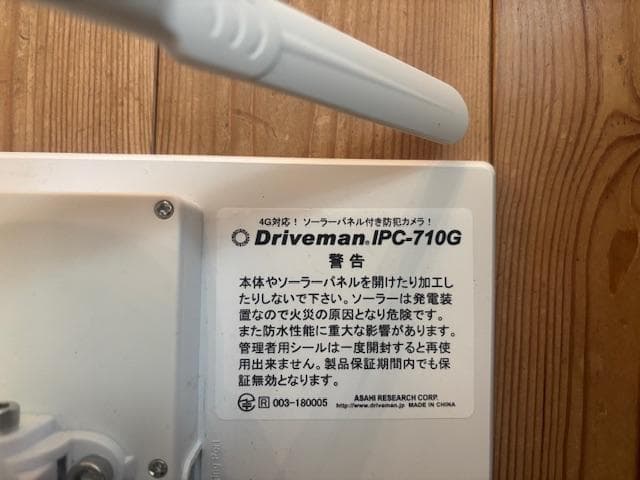 4G対応！ ソーラーパネル付き防犯カメラ！
Driveman® IPC-710G
警告
本体やソーラーパネルを開けたり加工し
たりしないで下さい。ソーラーは発電装
置なので火災の原因となり危険です。
また防水性能に重大な影響があります。
管理者用シールは一度開封すると再使
用出来ません。製品保証期間内でも保
証無効となります。
R 003-180005
ASAHI RESEARCH CORP.
http://www.driveman.jp MADE IN CHINA